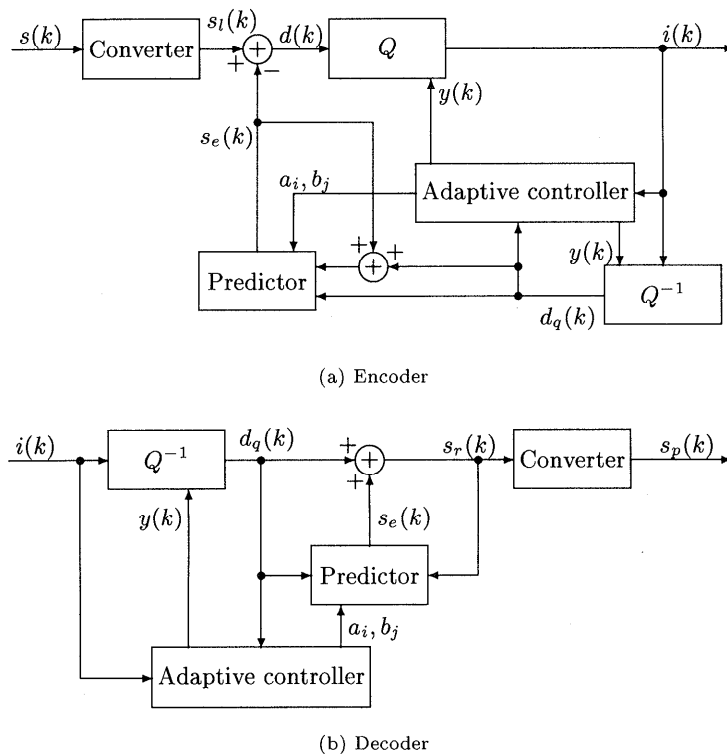 s(k) Converter s_l(k) + + − d(k) Q i(k)
y(k)
s_e(k)
a_i, b_j Adaptive controller
+ + +
y(k)
Predictor
d_q(k) Q^{-1}
(a) Encoder
i(k) Q^{-1} d_q(k) + + + s_r(k) Converter s_p(k)
y(k) s_e(k)
Predictor
a_i, b_j
Adaptive controller
(b) Decoder